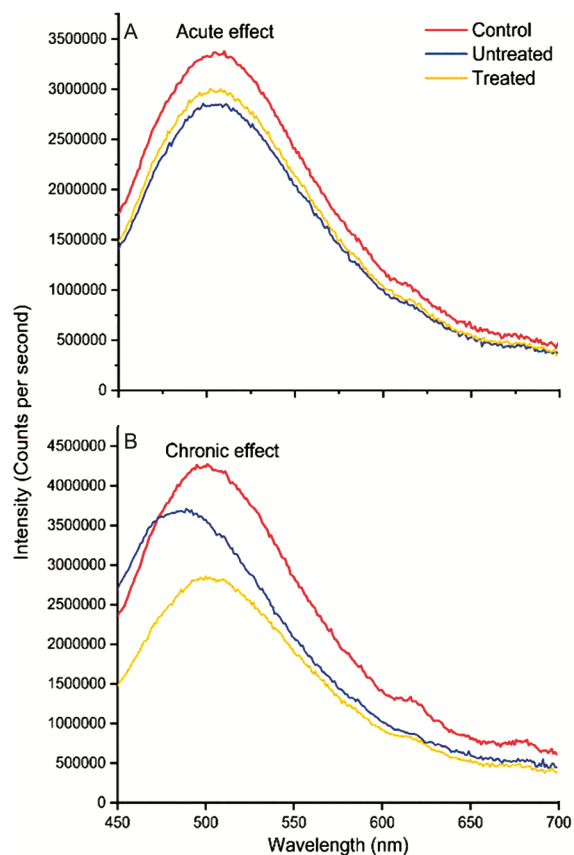 A
Acute effect
Control
Untreated
Treated
3500000
3000000
2500000
2000000
1500000
1000000
500000
0
Intensity (Counts per second)
B
Chronic effect
4500000
4000000
3500000
3000000
2500000
2000000
1500000
1000000
500000
0
450
500
550
600
650
700
Wavelength (nm)